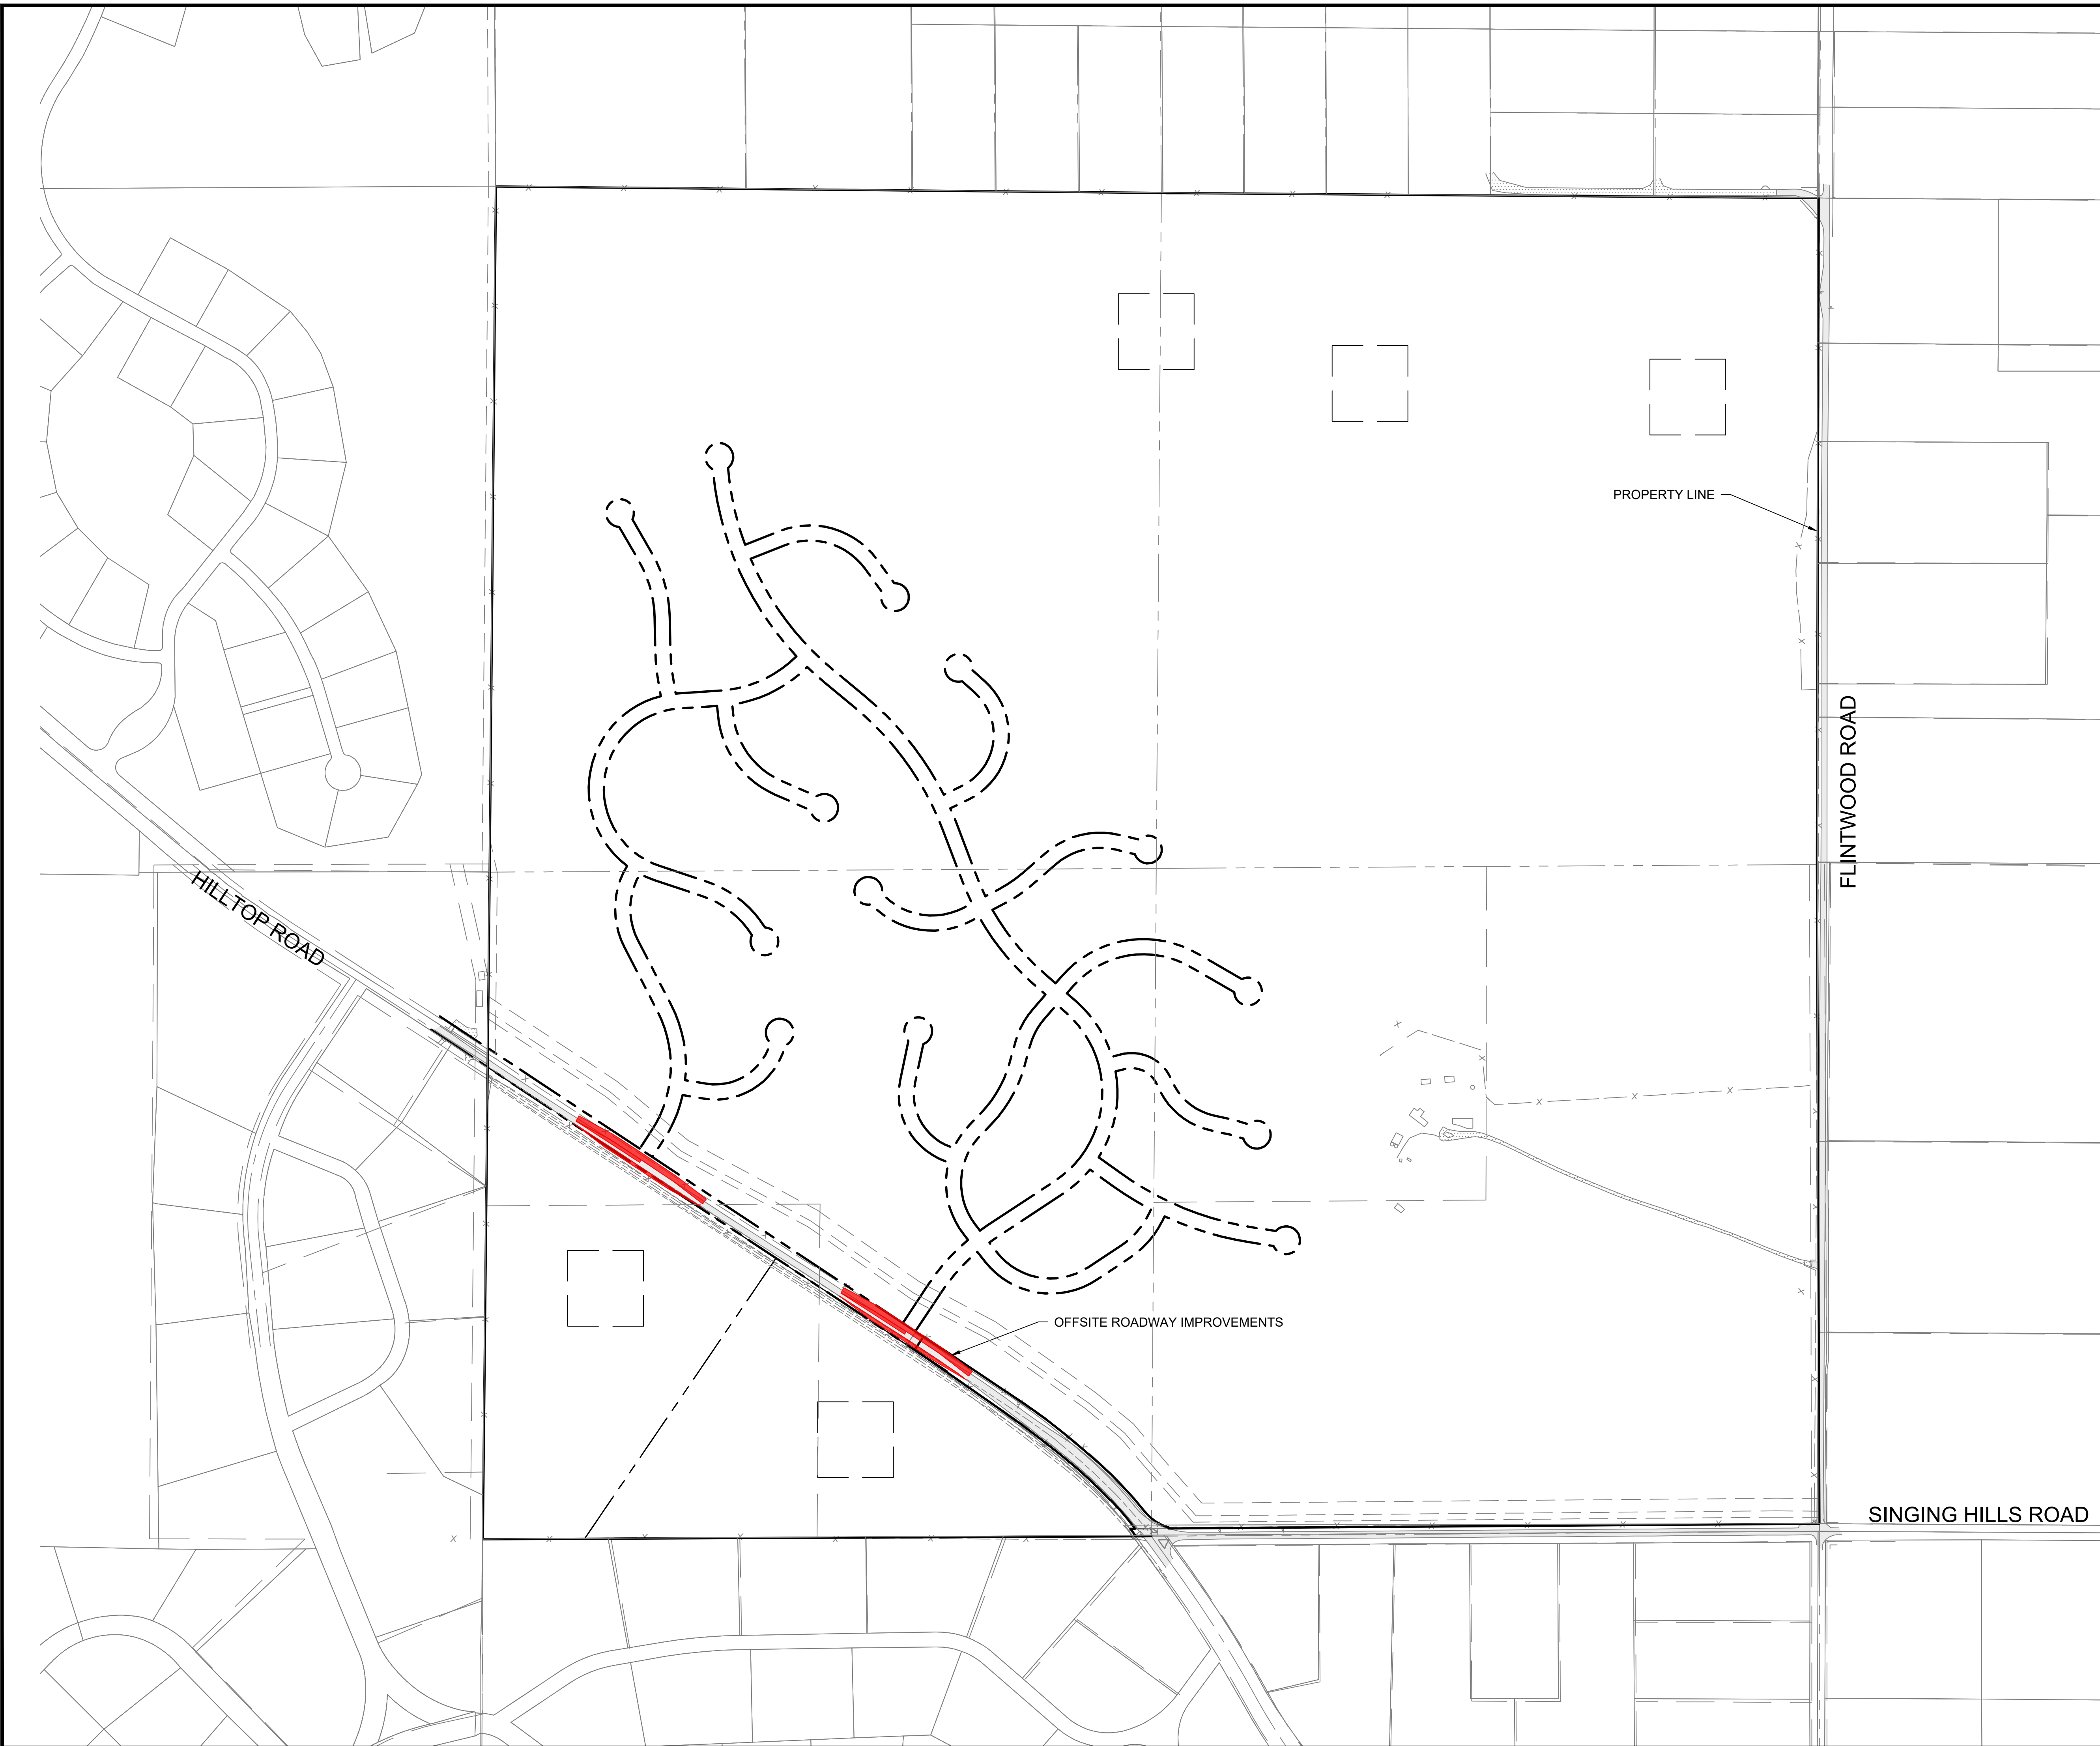 PROPERTY LINE
FLINTWOOD ROAD
HILLTOP ROAD
OFFSITE ROADWAY IMPROVEMENTS
SINGING HILLS ROAD